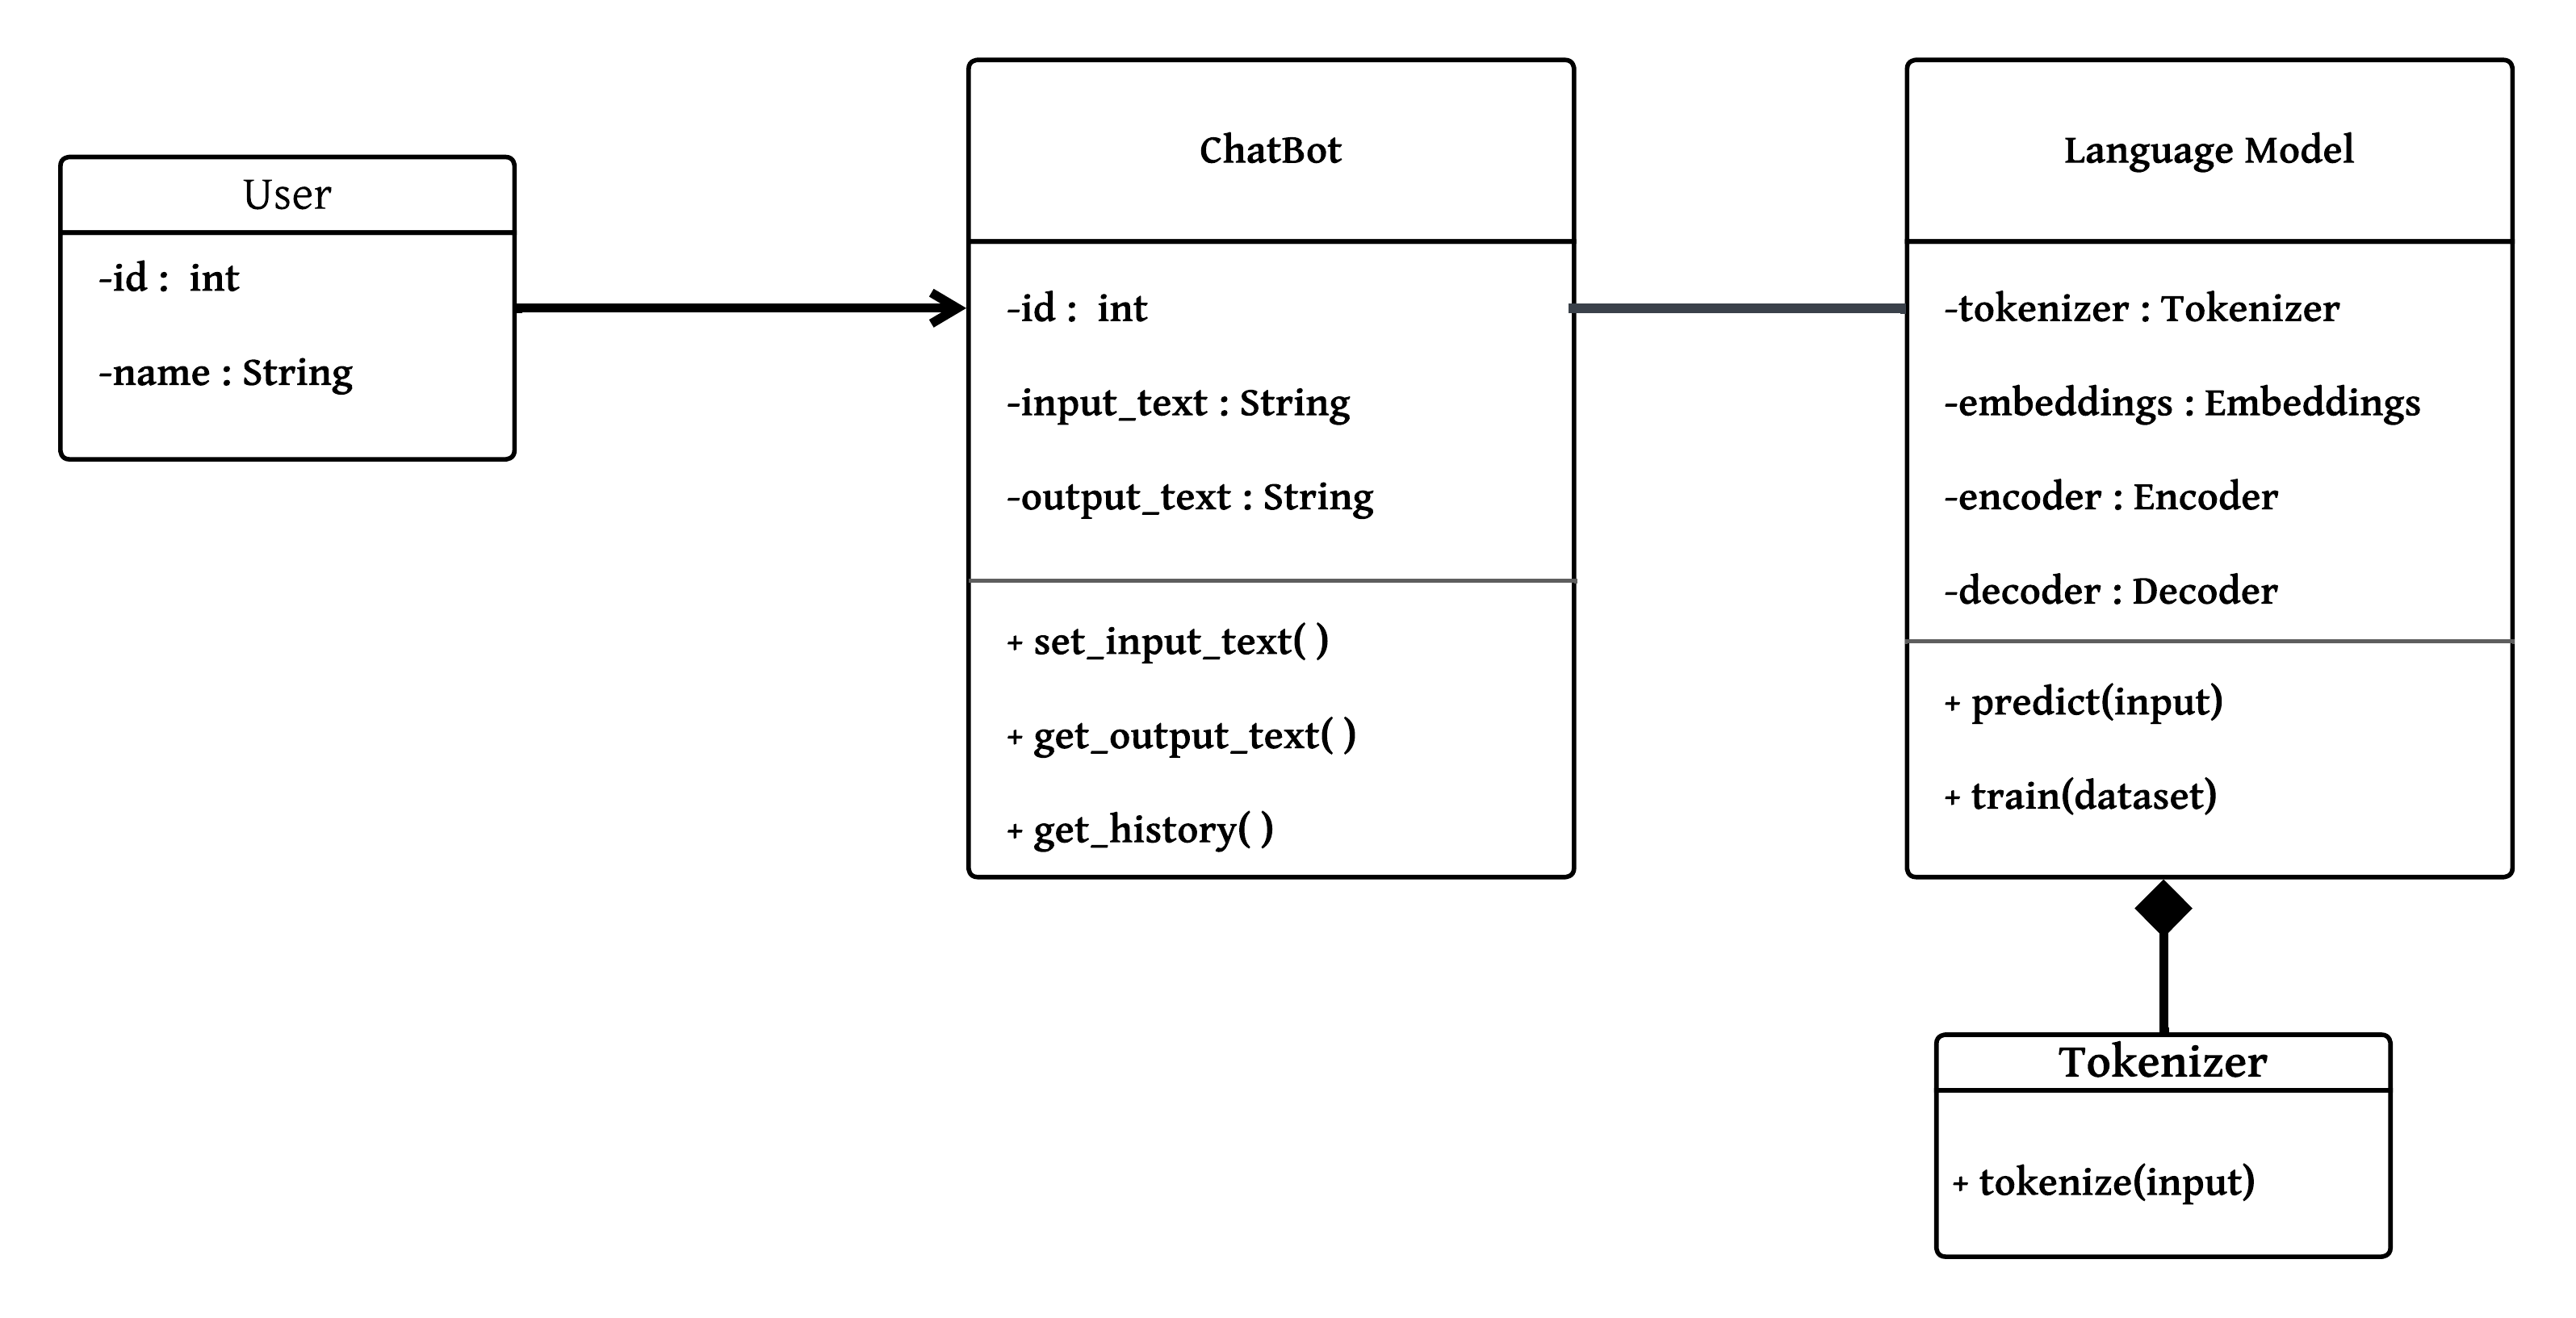 User
-id :  int
-name : String
ChatBot
-id :  int
-input_text : String
-output_text : String
+ set_input_text( )
+ get_output_text( )
+ get_history( )
Language Model
-tokenizer : Tokenizer
-embeddings : Embeddings
-encoder : Encoder
-decoder : Decoder
+ predict(input)
+ train(dataset)
Tokenizer
+ tokenize(input)